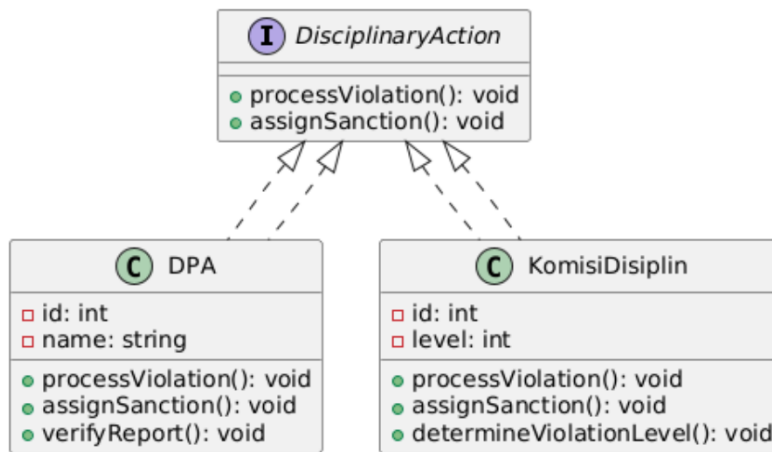 I DisciplinaryAction
processViolation(): void
assignSanction(): void
C DPA
id: int
name: string
processViolation(): void
assignSanction(): void
verifyReport(): void
C KomisiDisiplin
id: int
level: int
processViolation(): void
assignSanction(): void
determineViolationLevel(): void